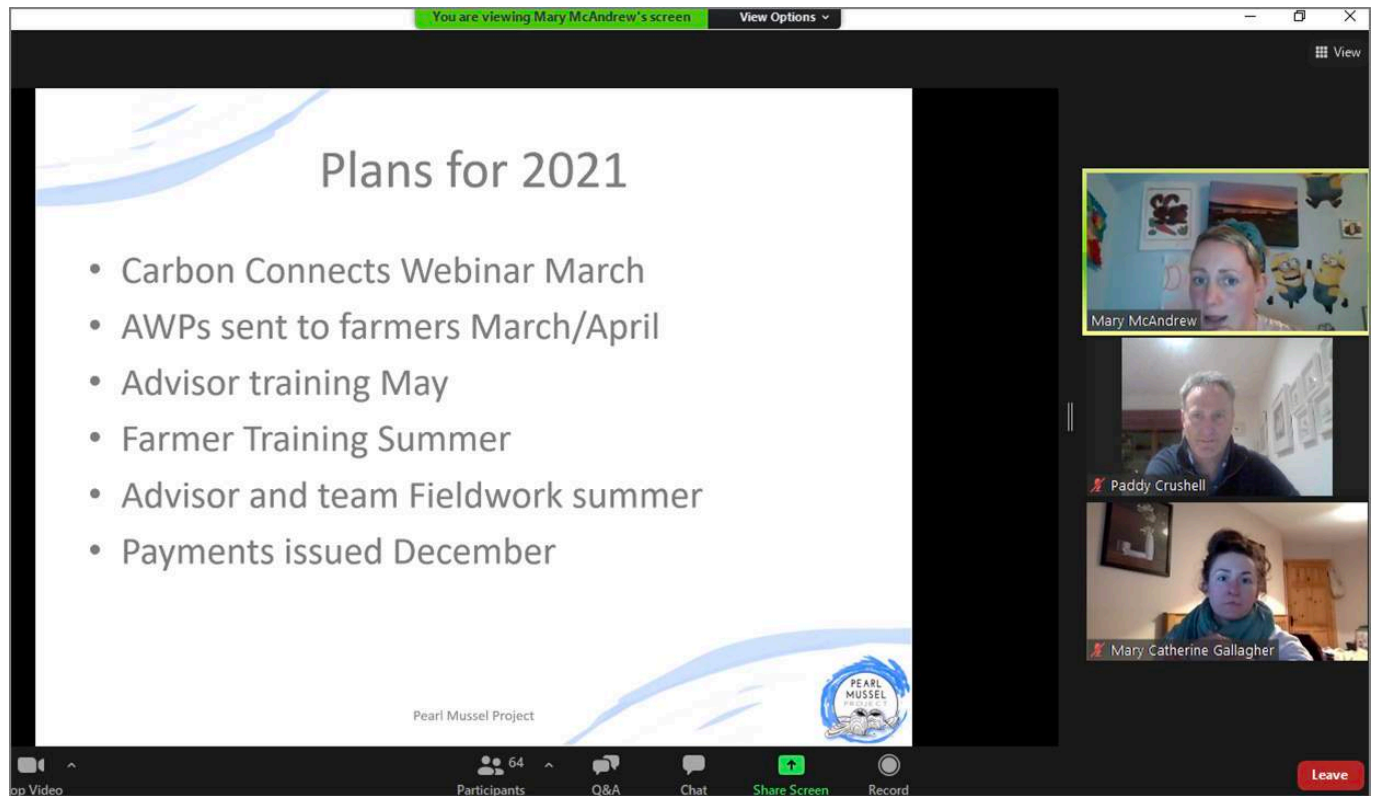 You are viewing Mary McAndrew's screen
View Options
View
Plans for 2021
• Carbon Connects Webinar March
• AWPs sent to farmers March/April
• Advisor training May
• Farmer Training Summer
• Advisor and team Fieldwork summer
• Payments issued December
Pearl Mussel Project
PEARL
MUSSEL
PROJECT
Mary McAndrew
Paddy Crushell
Mary Catherine Gallagher
op Video
64
Participants
Q&A
Chat
Share Screen
Record
Leave